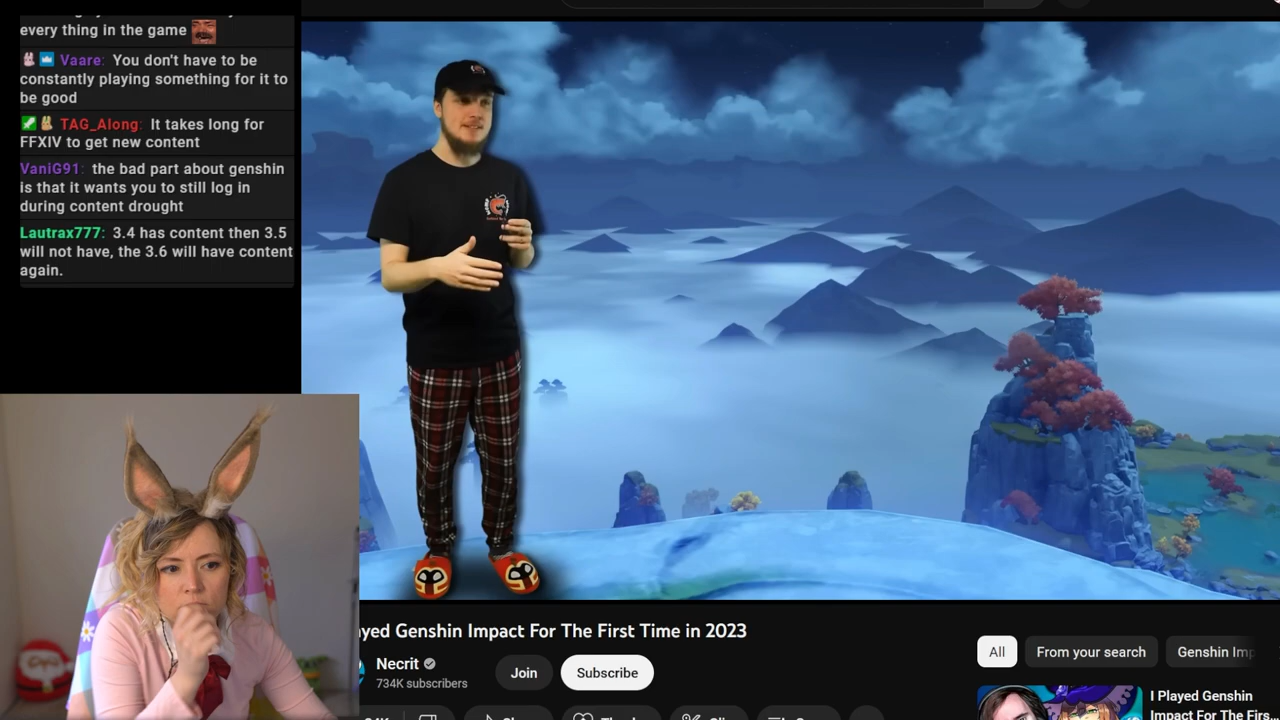 every thing in the game
Vaare: You don't have to be
constantly playing something for it to
be good
TAG_Along: It takes long for
FFXIV to get new content
VaniG91: the bad part about genshin
is that it wants you to still log in
during content drought
Lautrax777: 3.4 has content then 3.5
will not have, the 3.6 will have content
again.
ayed Genshin Impact For The First Time in 2023
Necrit
734K subscribers
Join
Subscribe
All
From your search
Genshin Imp
I Played Genshin
Impact For The Firs